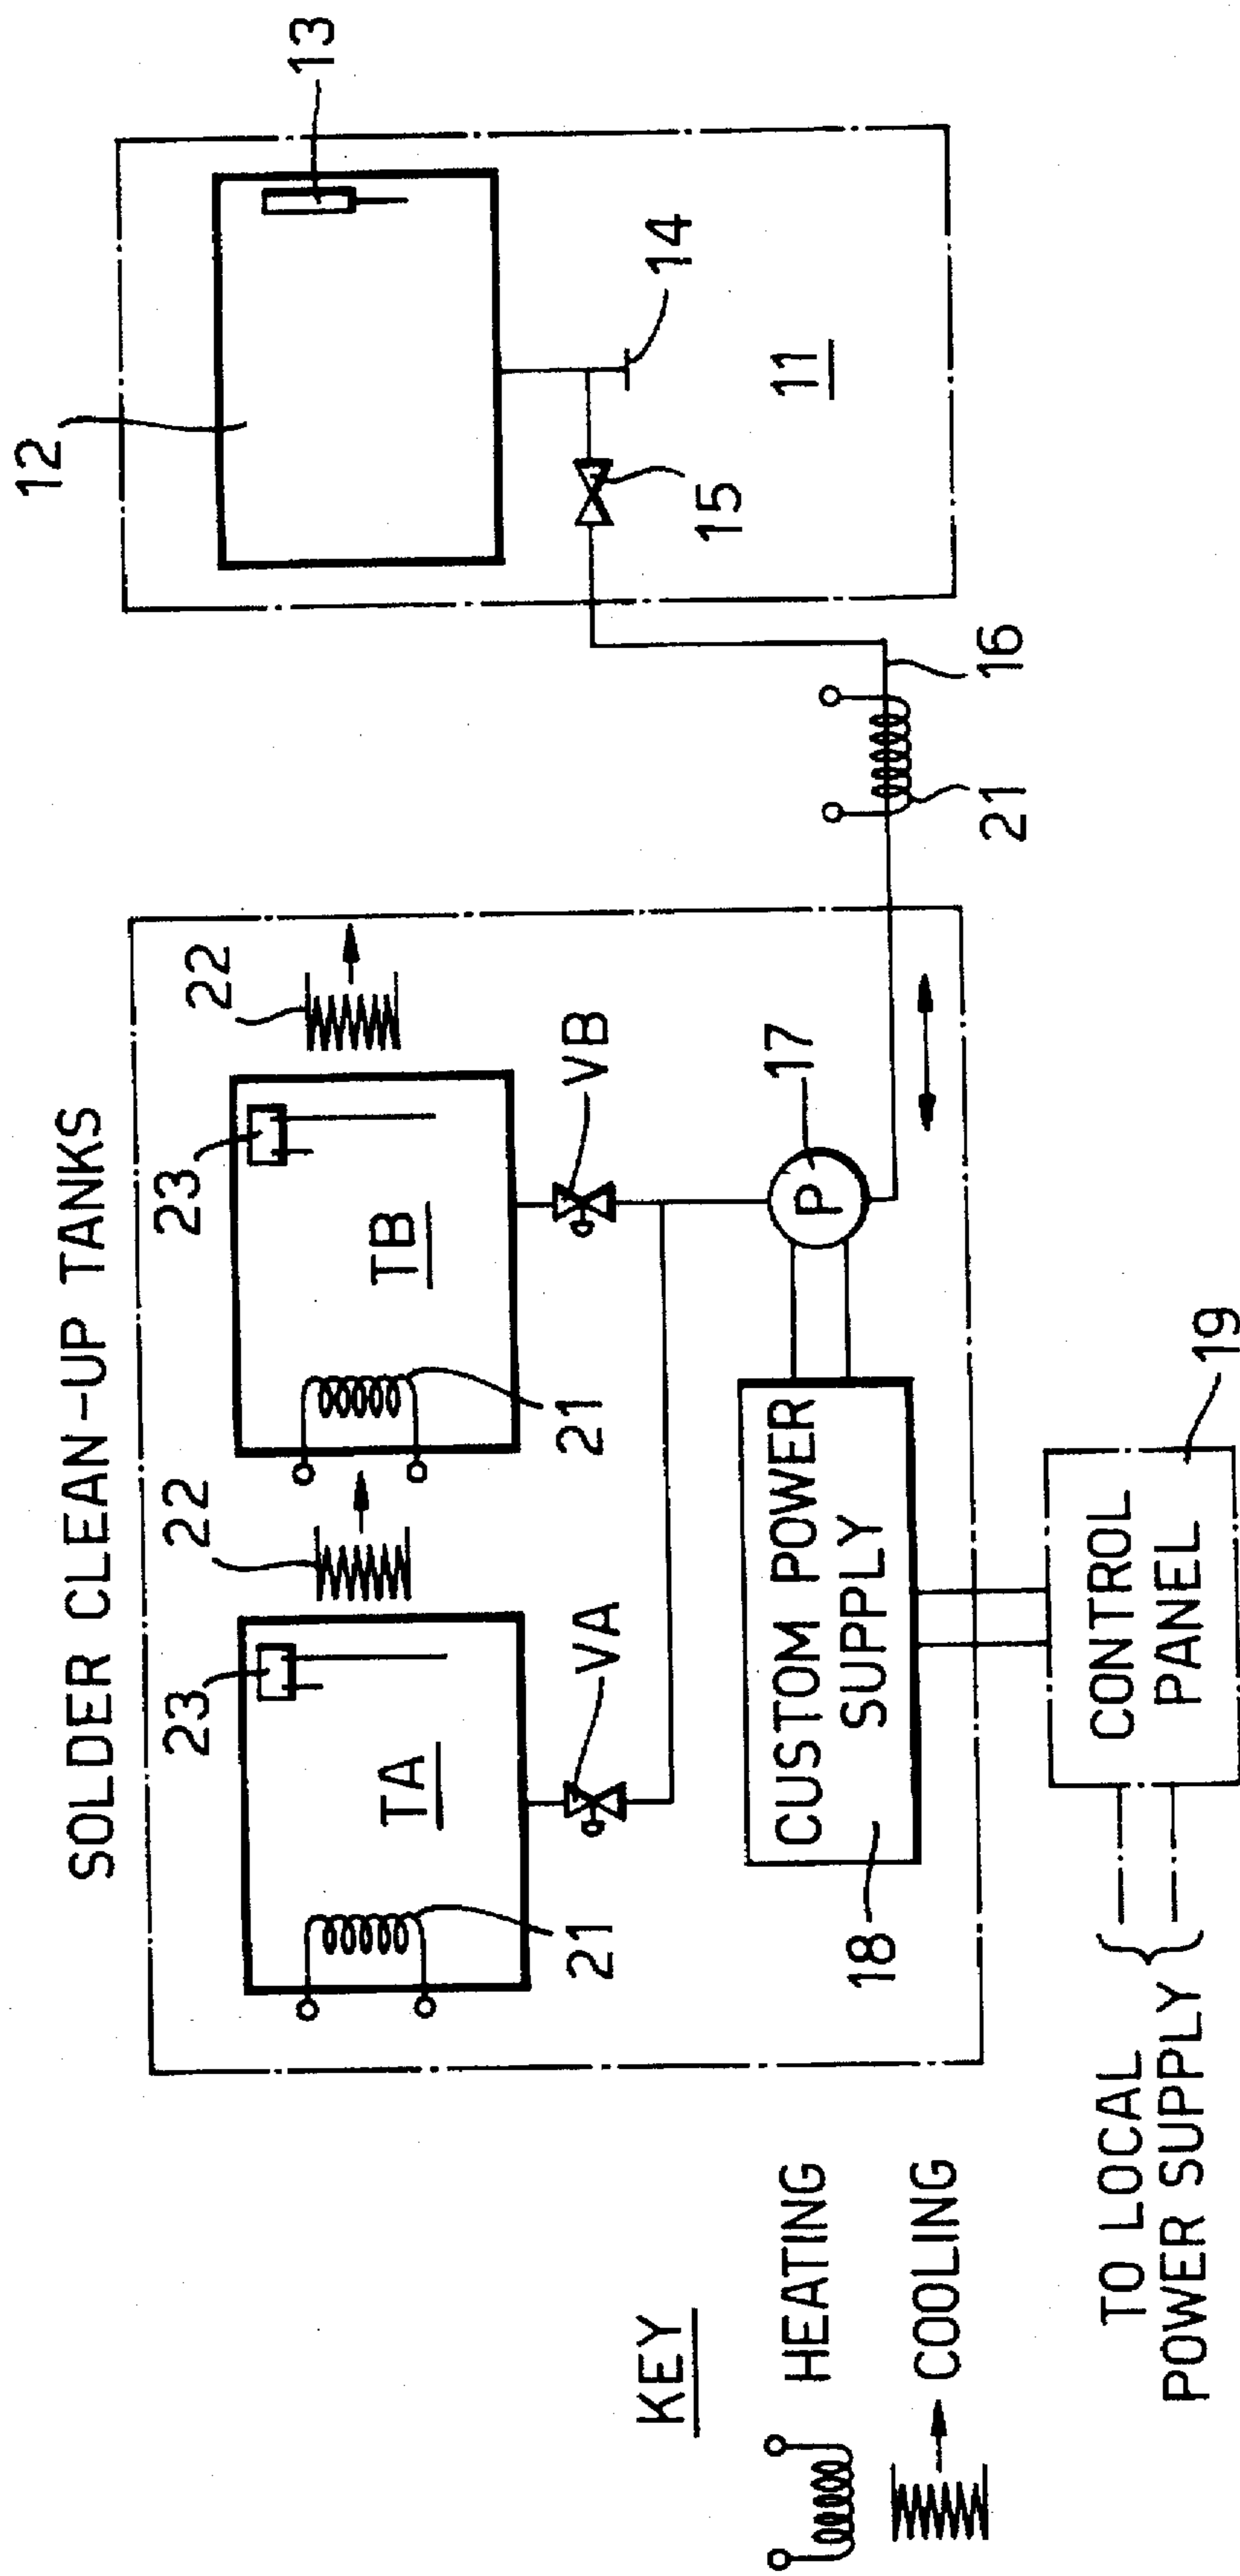 SOLDER CLEAN-UP TANKS
12
13
14
15
11
16
21
22
23
TB
21
VB
17
P
22
23
TA
21
VA
CUSTOM POWER
SUPPLY
18
CONTROL
PANEL
19
TO LOCAL
POWER SUPPLY
KEY
HEATING
COOLING